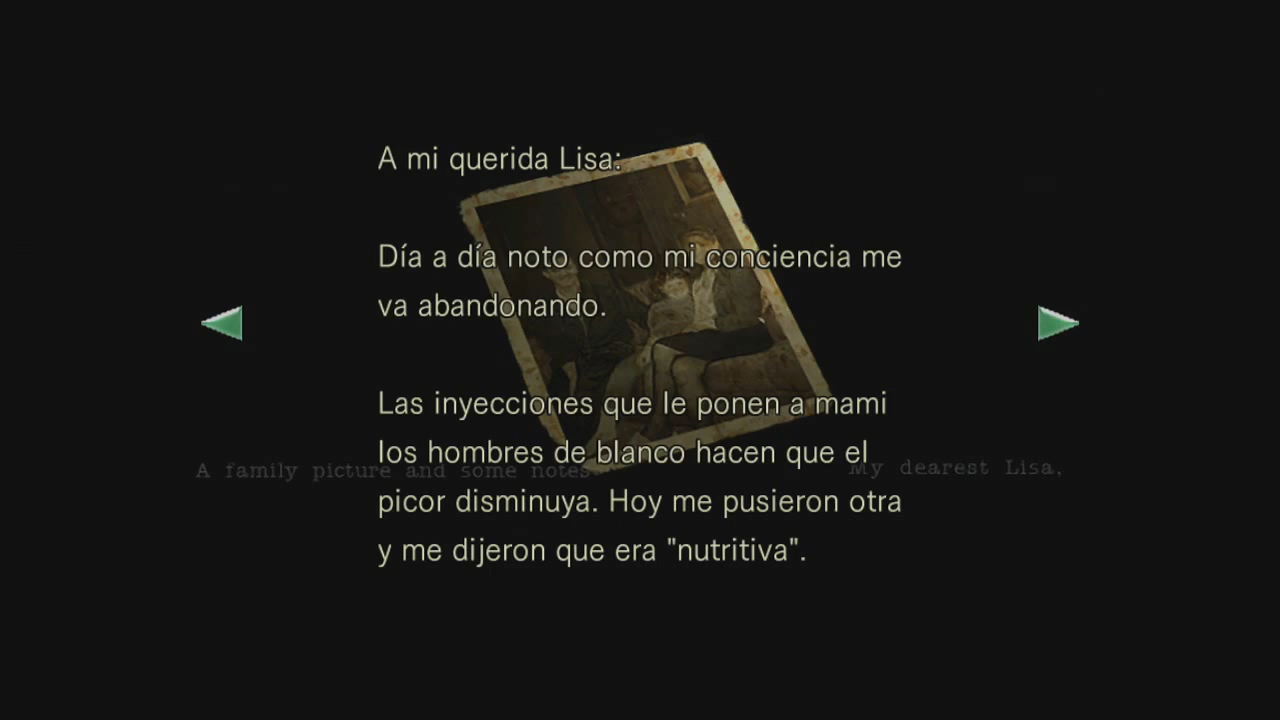 A mi querida Lisa:
Día a día noto como mi conciencia me
va abandonando.
Las inyecciones que le ponen a mami
los hombres de blanco hacen que el
picor disminuya. Hoy me pusieron otra
y me dijeron que era "nutritiva".
A family picture and some notes
My dearest Lisa,